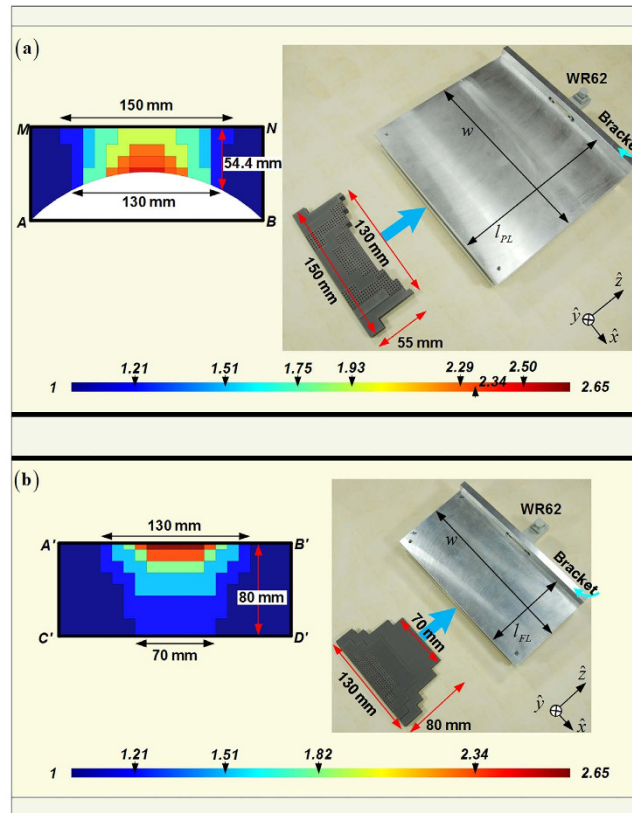 (a)
150 mm
M
N
54.4 mm
130 mm
A
B
WR62
Bracket
w
l_PL
130 mm
150 mm
55 mm
ẑ
ŷ
x̂
1.21 1.51 1.75 1.93 2.29 2.50
1 2.34 2.65
(b)
130 mm
A'
B'
80 mm
C'
D'
70 mm
WR62
Bracket
w
l_FL
70 mm
130 mm
80 mm
ẑ
ŷ
x̂
1.21 1.51 1.82 2.34
1 2.65